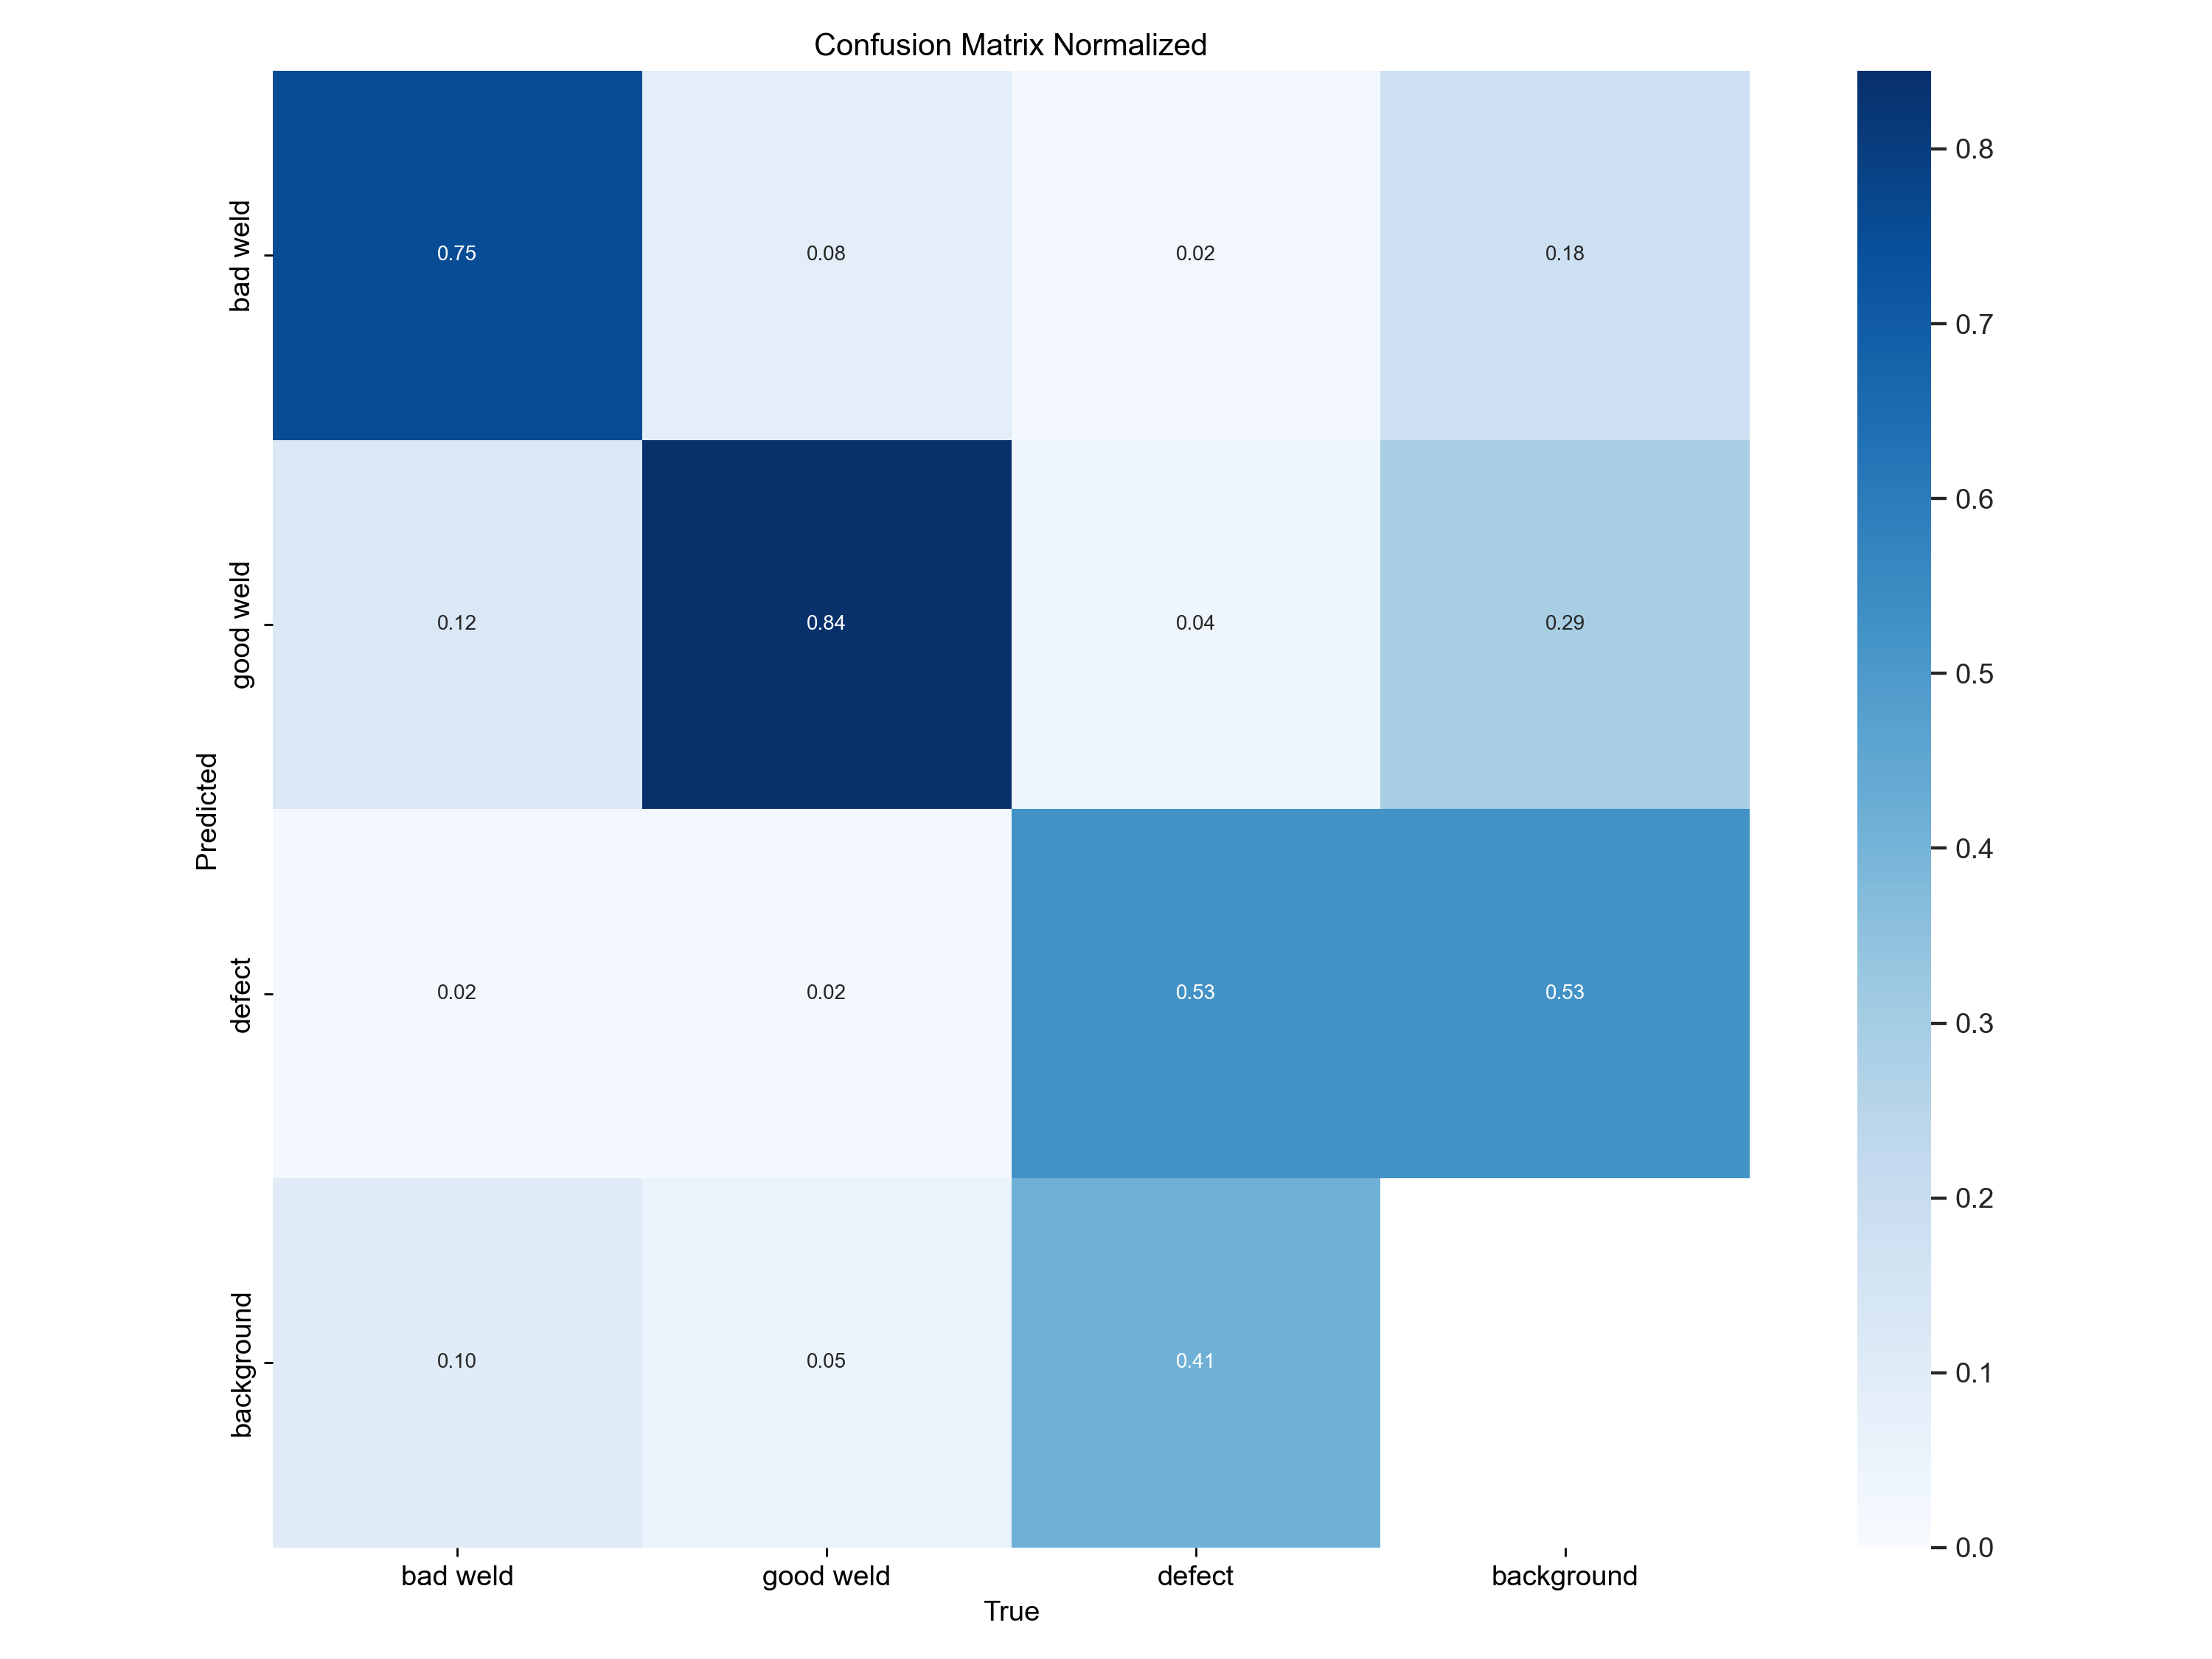 Confusion Matrix Normalized
bad weld
0.75
0.08
0.02
0.18
good weld
0.12
0.84
0.04
0.29
defect
0.02
0.02
0.53
0.53
background
0.10
0.05
0.41
Predicted
bad weld
good weld
defect
background
True
0.8
0.7
0.6
0.5
0.4
0.3
0.2
0.1
0.0